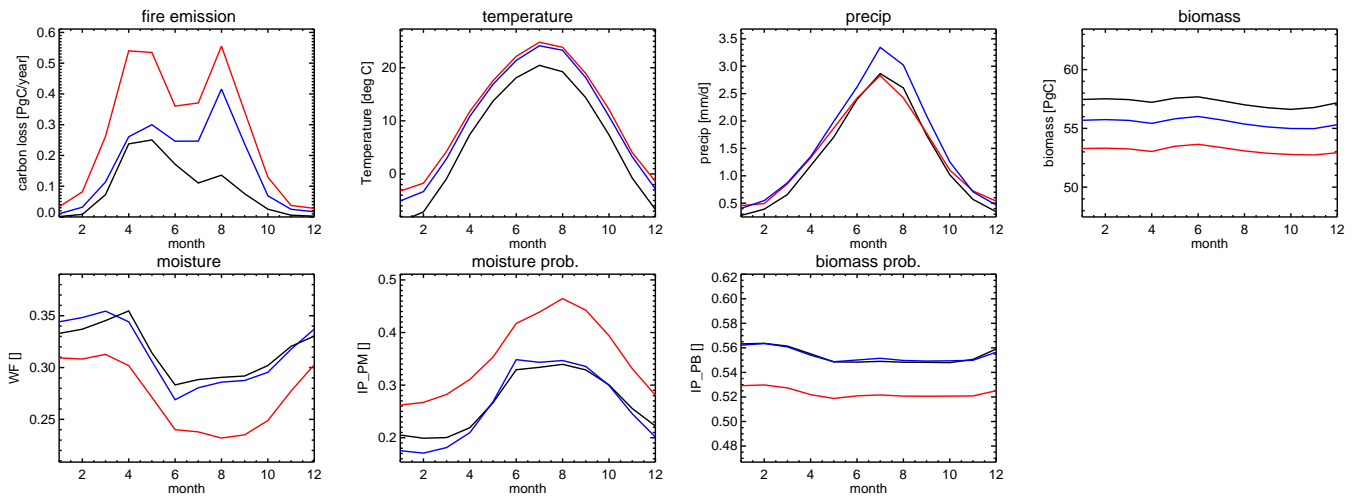 fire emission
carbon loss [PgC/year]
0.6
0.5
0.4
0.3
0.2
0.1
0.0
2 4 6 8 10 12
month
temperature
Temperature [deg C]
20
10
0
2 4 6 8 10 12
month
precip
precip [mm/d]
3.5
3.0
2.5
2.0
1.5
1.0
0.5
2 4 6 8 10 12
month
biomass
biomass [PgC]
60
55
50
2 4 6 8 10 12
month
moisture
WF []
0.35
0.30
0.25
2 4 6 8 10 12
month
moisture prob.
IP_PM []
0.5
0.4
0.3
0.2
2 4 6 8 10 12
month
biomass prob.
IP_PB []
0.62
0.60
0.58
0.56
0.54
0.52
0.50
0.48
2 4 6 8 10 12
month